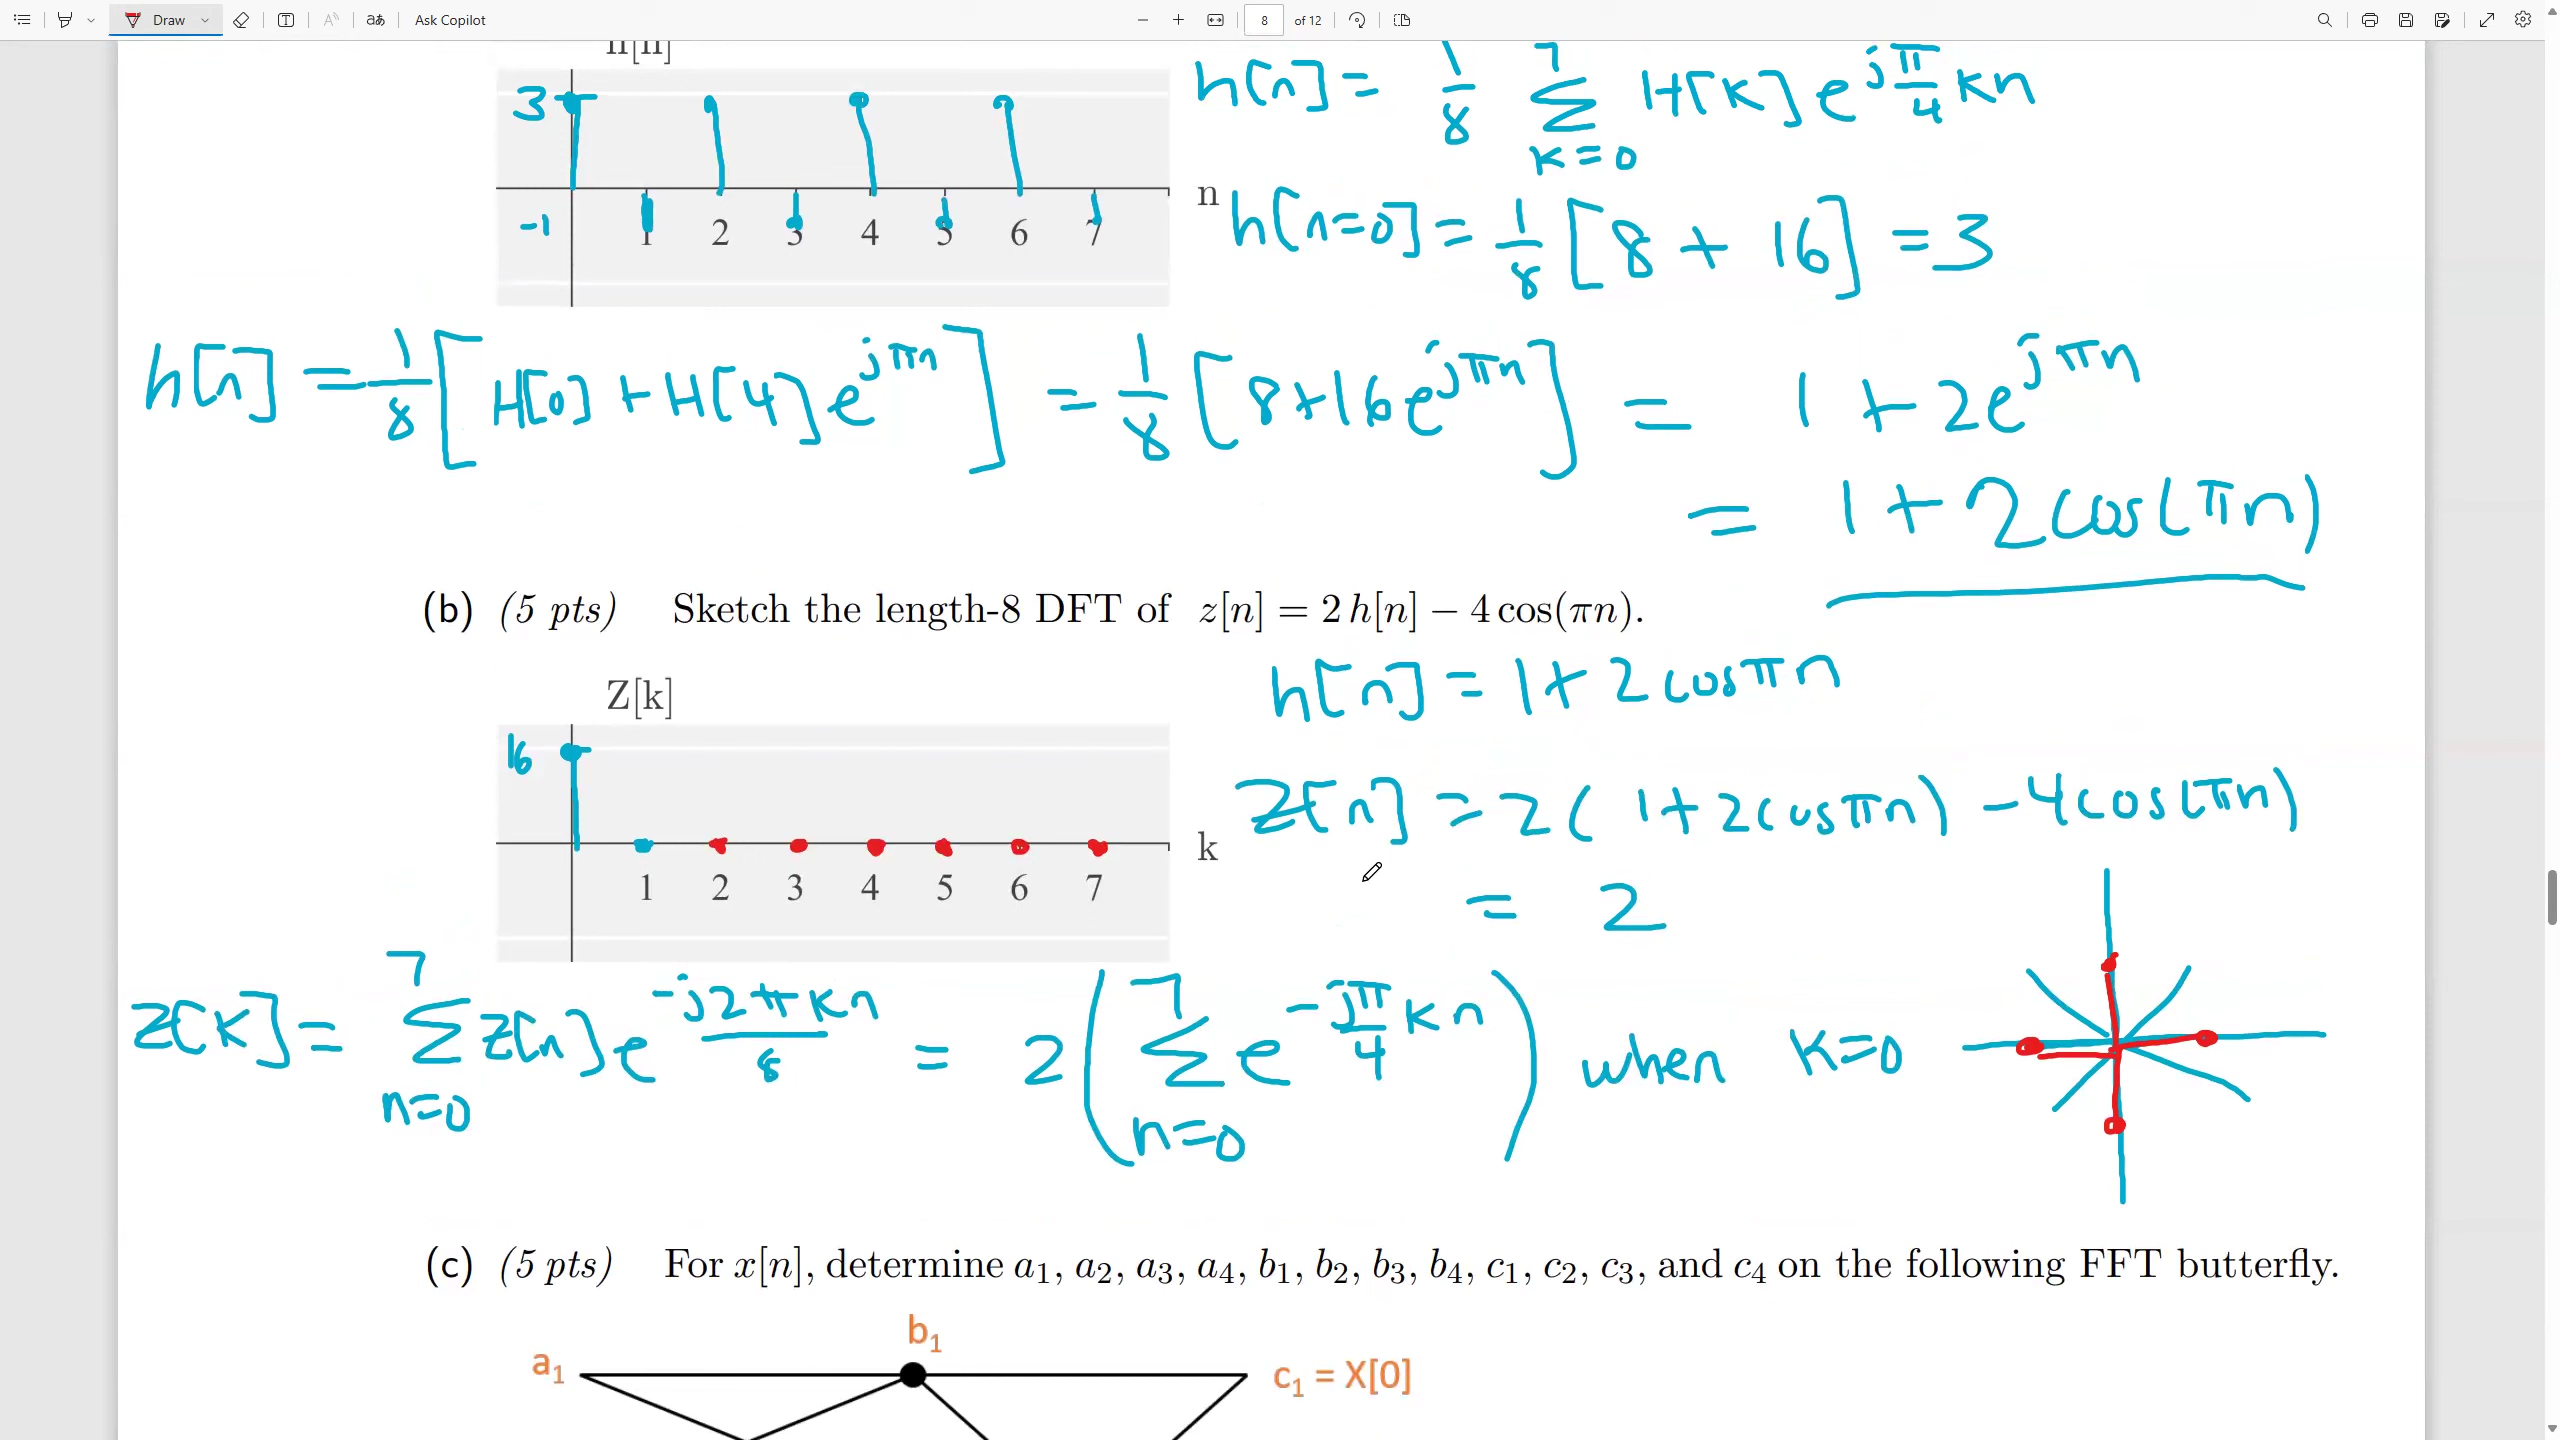 Draw aあ Ask Copilot 8 of 12
h[n]
3
-1
1 2 3 4 5 6 7
n
h[n] = 1/8 7 Σ k=0 H[k] e^{jπ/4 kn}
h[n=0] = 1/8 [8 + 16] = 3
h[n] = 1/8 [H[0] + H[4] e^{jπn}] = 1/8 [8+16e^{jπn}] = 1 + 2e^{jπn}
= 1 + 2cos(πn)
(b) (5 pts) Sketch the length-8 DFT of z[n] = 2 h[n] − 4 cos(πn).
h[n] = 1+2cosπn
Z[k]
16
1 2 3 4 5 6 7
k
z[n] = 2(1+2cosπn) -4cos(πn)
= 2
Z[k] = 7 Σ n=0 z[n] e^{-j2πkn/8} = 2 (7 Σ n=0 e^{-jπ/4 kn}) when k=0
(c) (5 pts) For x[n], determine a₁, a₂, a₃, a₄, b₁, b₂, b₃, b₄, c₁, c₂, c₃, and c₄ on the following FFT butterfly.
b₁
a₁
c₁ = X[0]